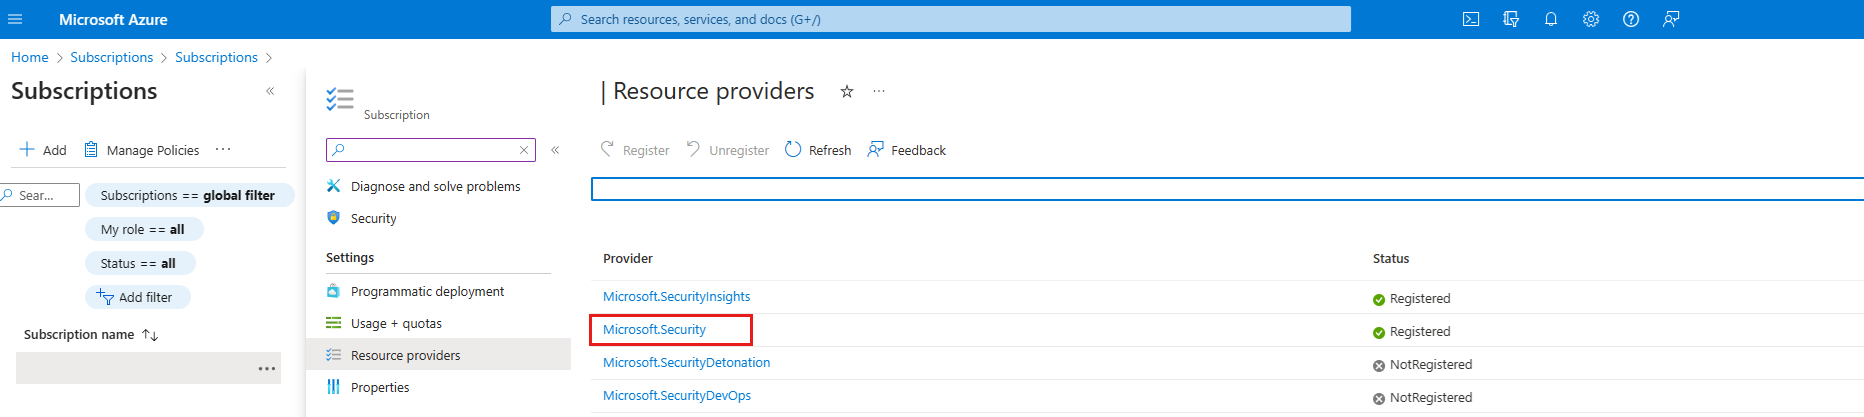 Microsoft Azure
Search resources, services, and docs (G+/)
Home > Subscriptions > Subscriptions >
Subscriptions «
+ Add Manage Policies ...
Sear...
Subscriptions == global filter
My role == all
Status == all
Add filter
Subscription name ↑↓
...
Subscription
«
Diagnose and solve problems
Security
Settings
Programmatic deployment
Usage + quotas
Resource providers
Properties
| Resource providers ...
Register Unregister Refresh Feedback
Provider Status
Microsoft.SecurityInsights Registered
Microsoft.Security Registered
Microsoft.SecurityDetonation NotRegistered
Microsoft.SecurityDevOps NotRegistered